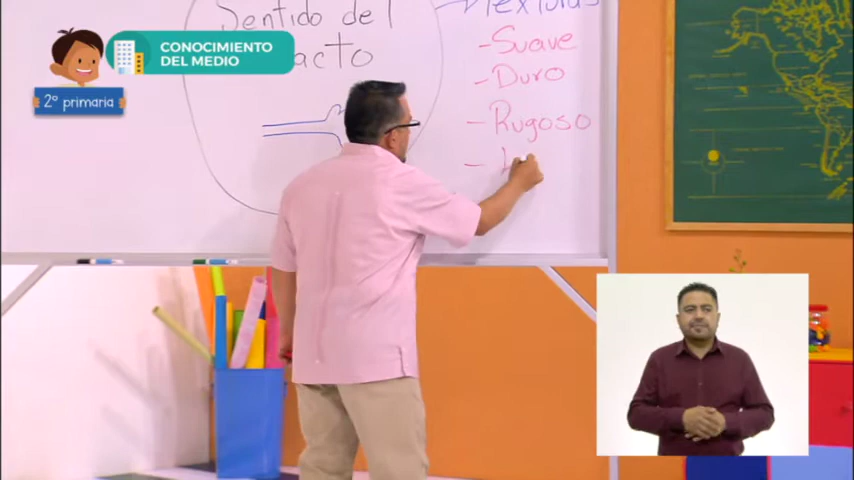 CONOCIMIENTO
DEL MEDIO
2º primaria
Sentido del
acto
Texturas
- Suave
- Duro
- Rugoso
-